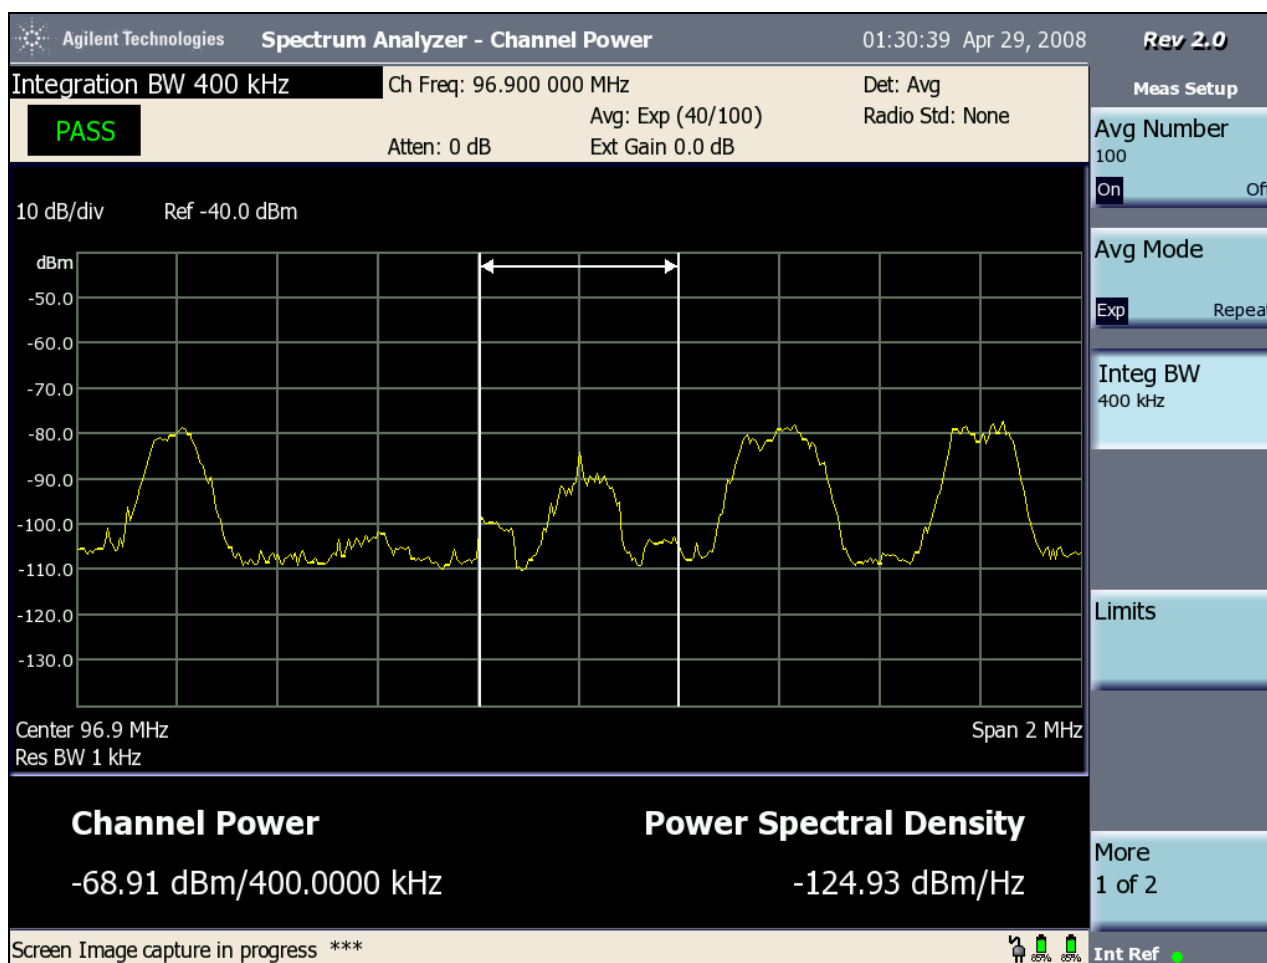 Agilent Technologies Spectrum Analyzer - Channel Power 01:30:39 Apr 29, 2008 Rev 2.0
Integration BW 400 kHz Ch Freq: 96.900 000 MHz Det: Avg
PASS Avg: Exp (40/100) Radio Std: None
Atten: 0 dB Ext Gain 0.0 dB
10 dB/div Ref -40.0 dBm
dBm
-50.0
-60.0
-70.0
-80.0
-90.0
-100.0
-110.0
-120.0
-130.0
Center 96.9 MHz Span 2 MHz
Res BW 1 kHz
Channel Power Power Spectral Density
-68.91 dBm/400.0000 kHz -124.93 dBm/Hz
Screen Image capture in progress ***
85% 85%
Meas Setup
Avg Number
100
On Off
Avg Mode
Exp Repeat
Integ BW
400 kHz
Limits
More
1 of 2
Int Ref